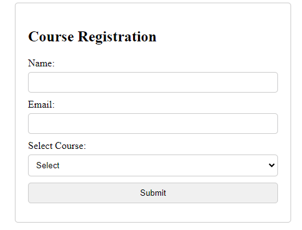 Course Registration
Name:
Email:
Select Course:
Select
Submit